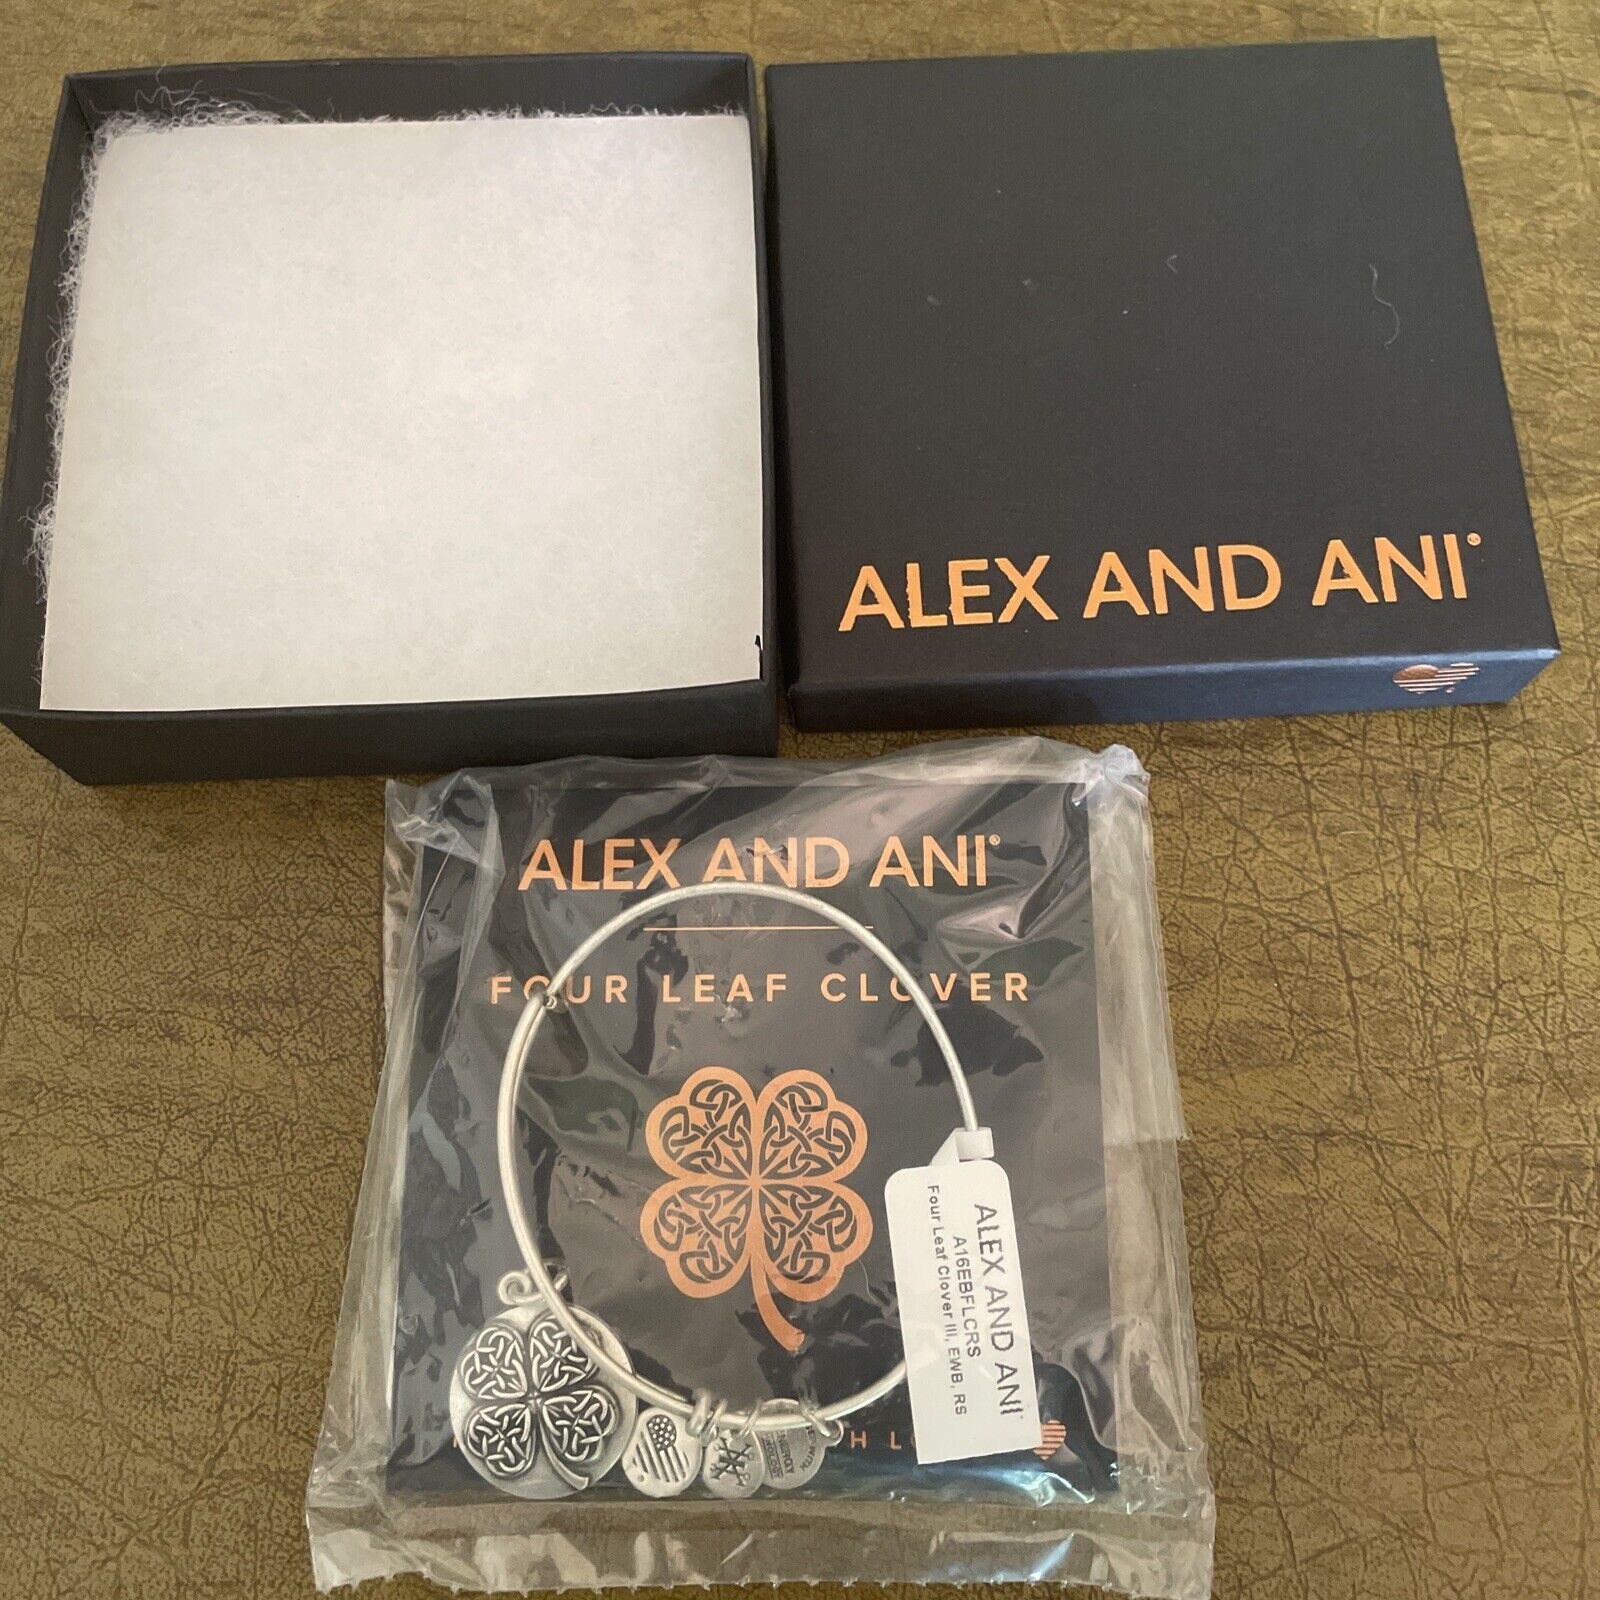 ALEX AND ANI®
ALEX AND ANI®
FOUR LEAF CLOVER
ALEX AND ANI
A16EBFLCRS
Four Leaf Clover III, EWB, RS
ENERGY
H L